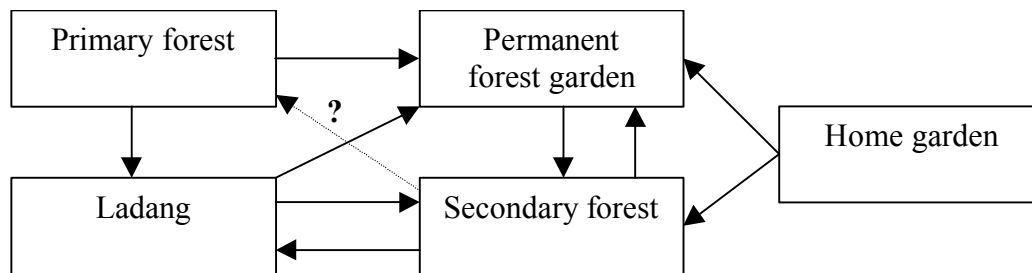 Primary forest
Permanent
forest garden
?
Home garden
Ladang
Secondary forest